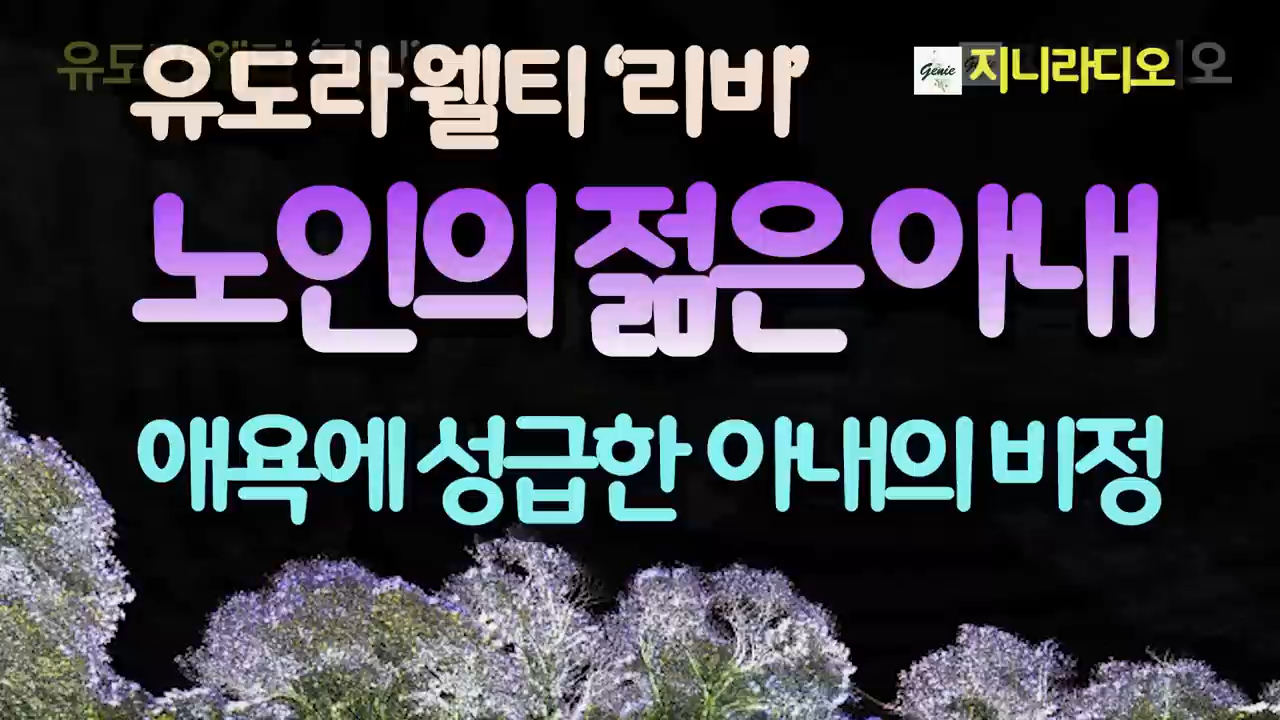 유도라 웰티 ‘리바’
Genie 지니라디오
노인의 젊은 아내
애욕에 성급한 아내의 비정